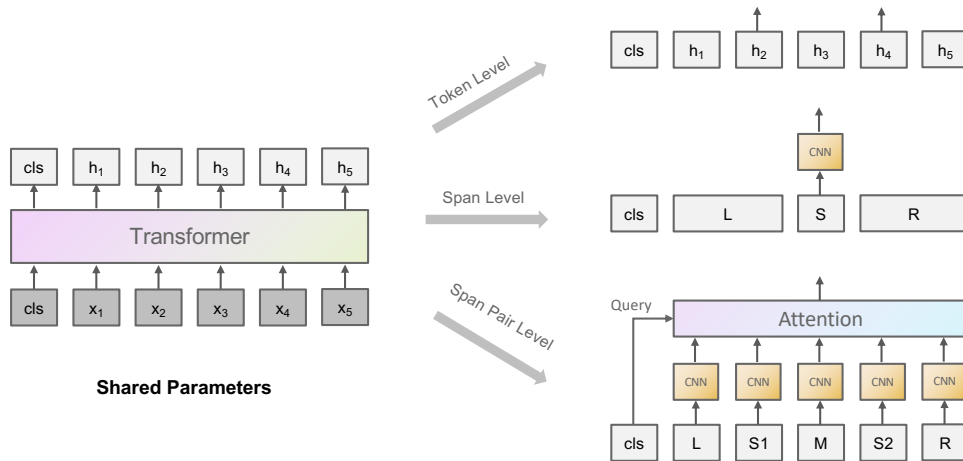 cls h₁ h₂ h₃ h₄ h₅
Token Level
CNN
cls h₁ h₂ h₃ h₄ h₅
Transformer
Span Level
cls L S R
cls x₁ x₂ x₃ x₄ x₅
Span Pair Level
Query
Attention
Shared Parameters
CNN CNN CNN CNN CNN
cls L S1 M S2 R